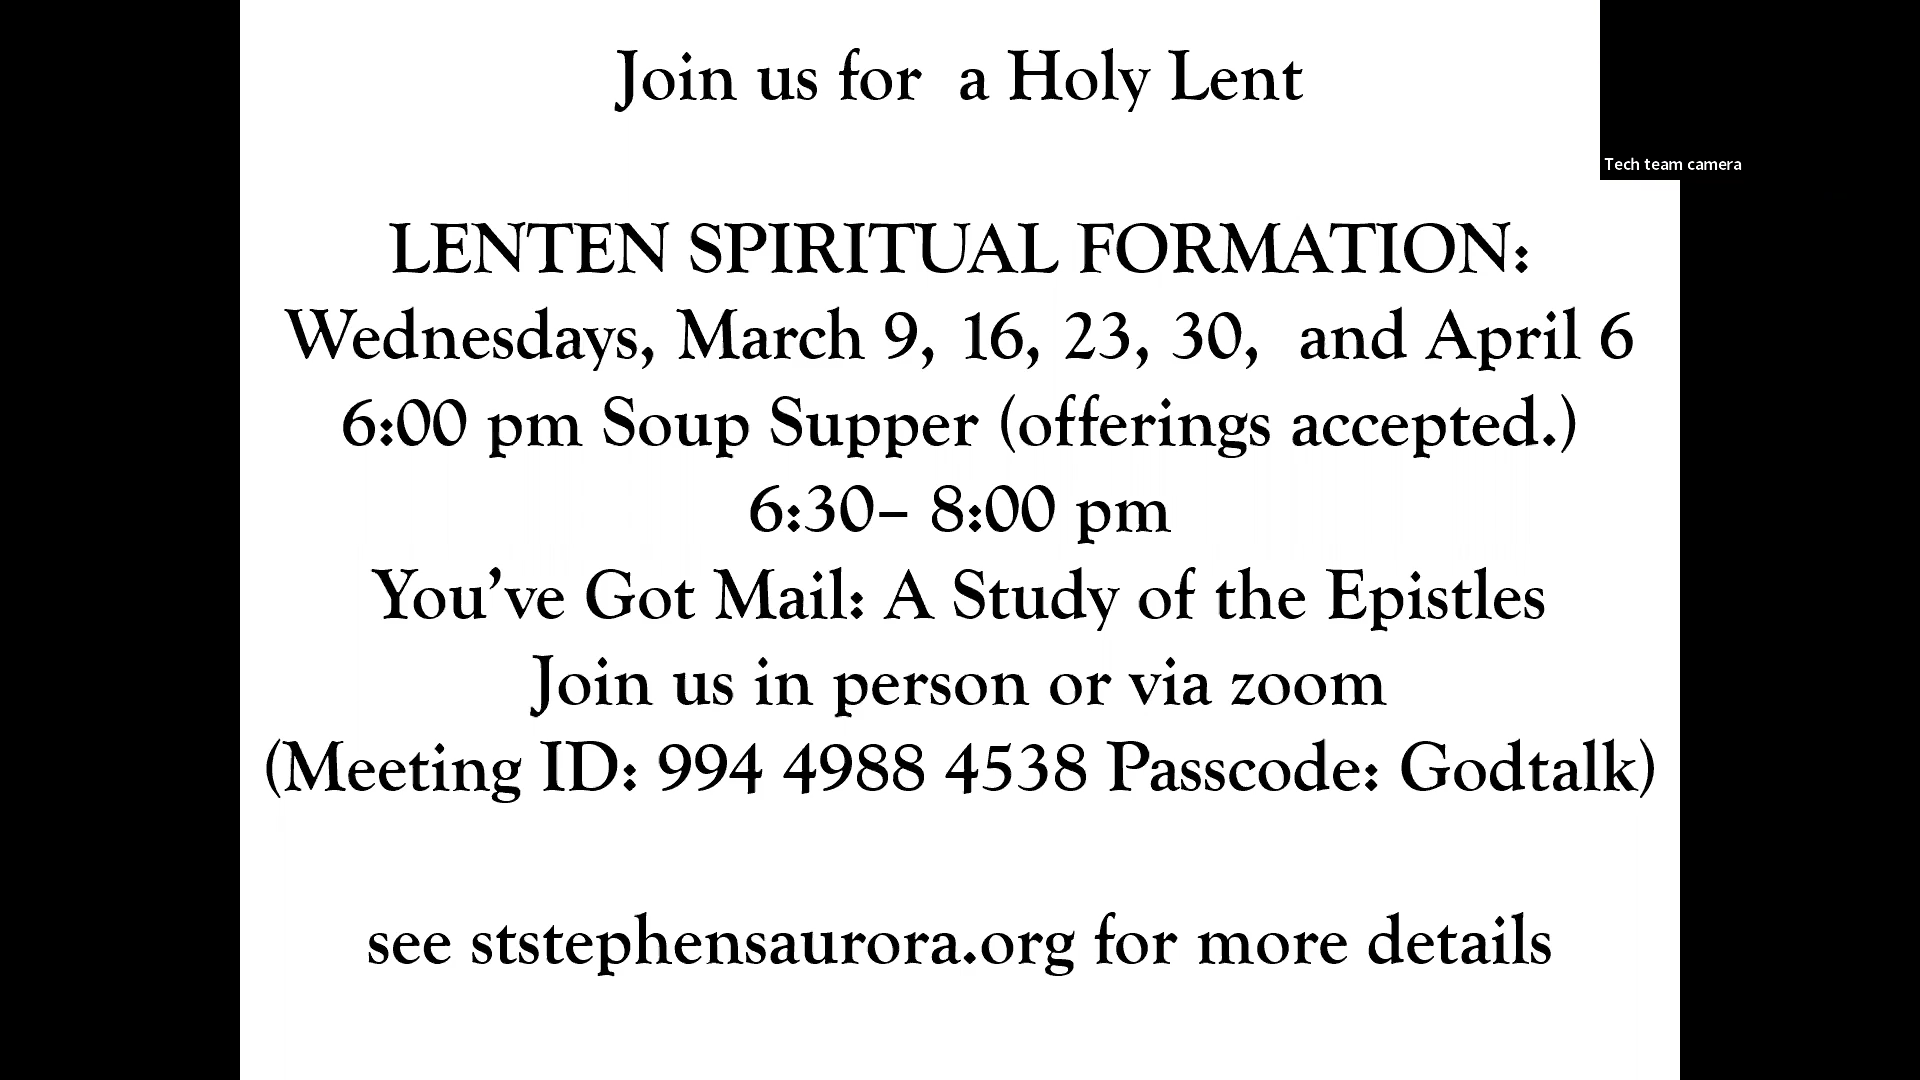 Join us for  a Holy Lent
Tech team camera
LENTEN SPIRITUAL FORMATION:
Wednesdays, March 9, 16, 23, 30,  and April 6
6:00 pm Soup Supper (offerings accepted.)
6:30– 8:00 pm
You’ve Got Mail: A Study of the Epistles
Join us in person or via zoom
(Meeting ID: 994 4988 4538 Passcode: Godtalk)
see ststephensaurora.org for more details